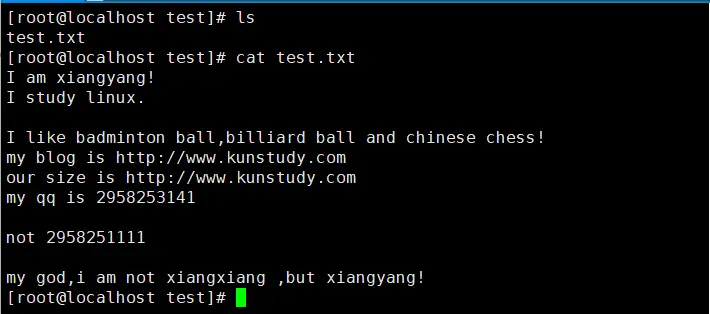 [root@localhost test]# ls
test.txt
[root@localhost test]# cat test.txt
I am xiangyang!
I study linux.

I like badminton ball,billiard ball and chinese chess!
my blog is http://www.kunstudy.com
our size is http://www.kunstudy.com
my qq is 2958253141

not 2958251111

my god,i am not xiangxiang ,but xiangyang!
[root@localhost test]#